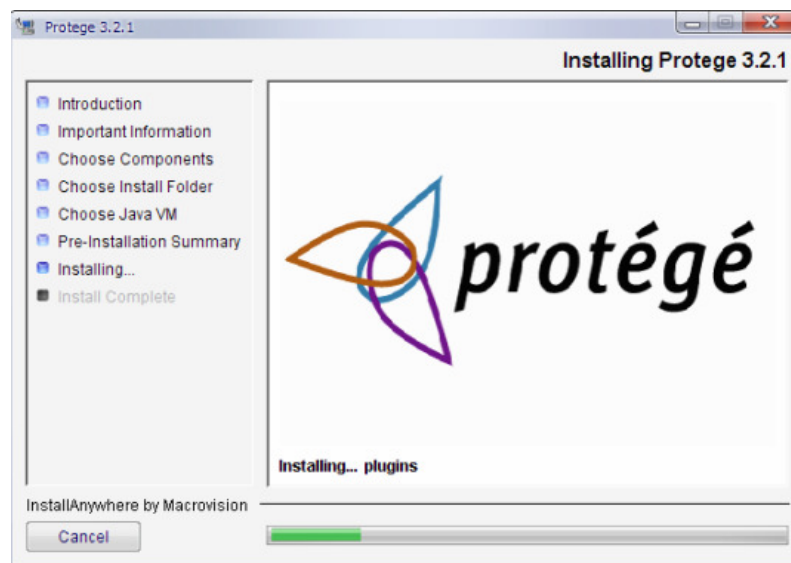 Protege 3.2.1
Installing Protege 3.2.1
Introduction
Important Information
Choose Components
Choose Install Folder
Choose Java VM
Pre-Installation Summary
Installing...
Install Complete
protégé
Installing... plugins
InstallAnywhere by Macrovision
Cancel